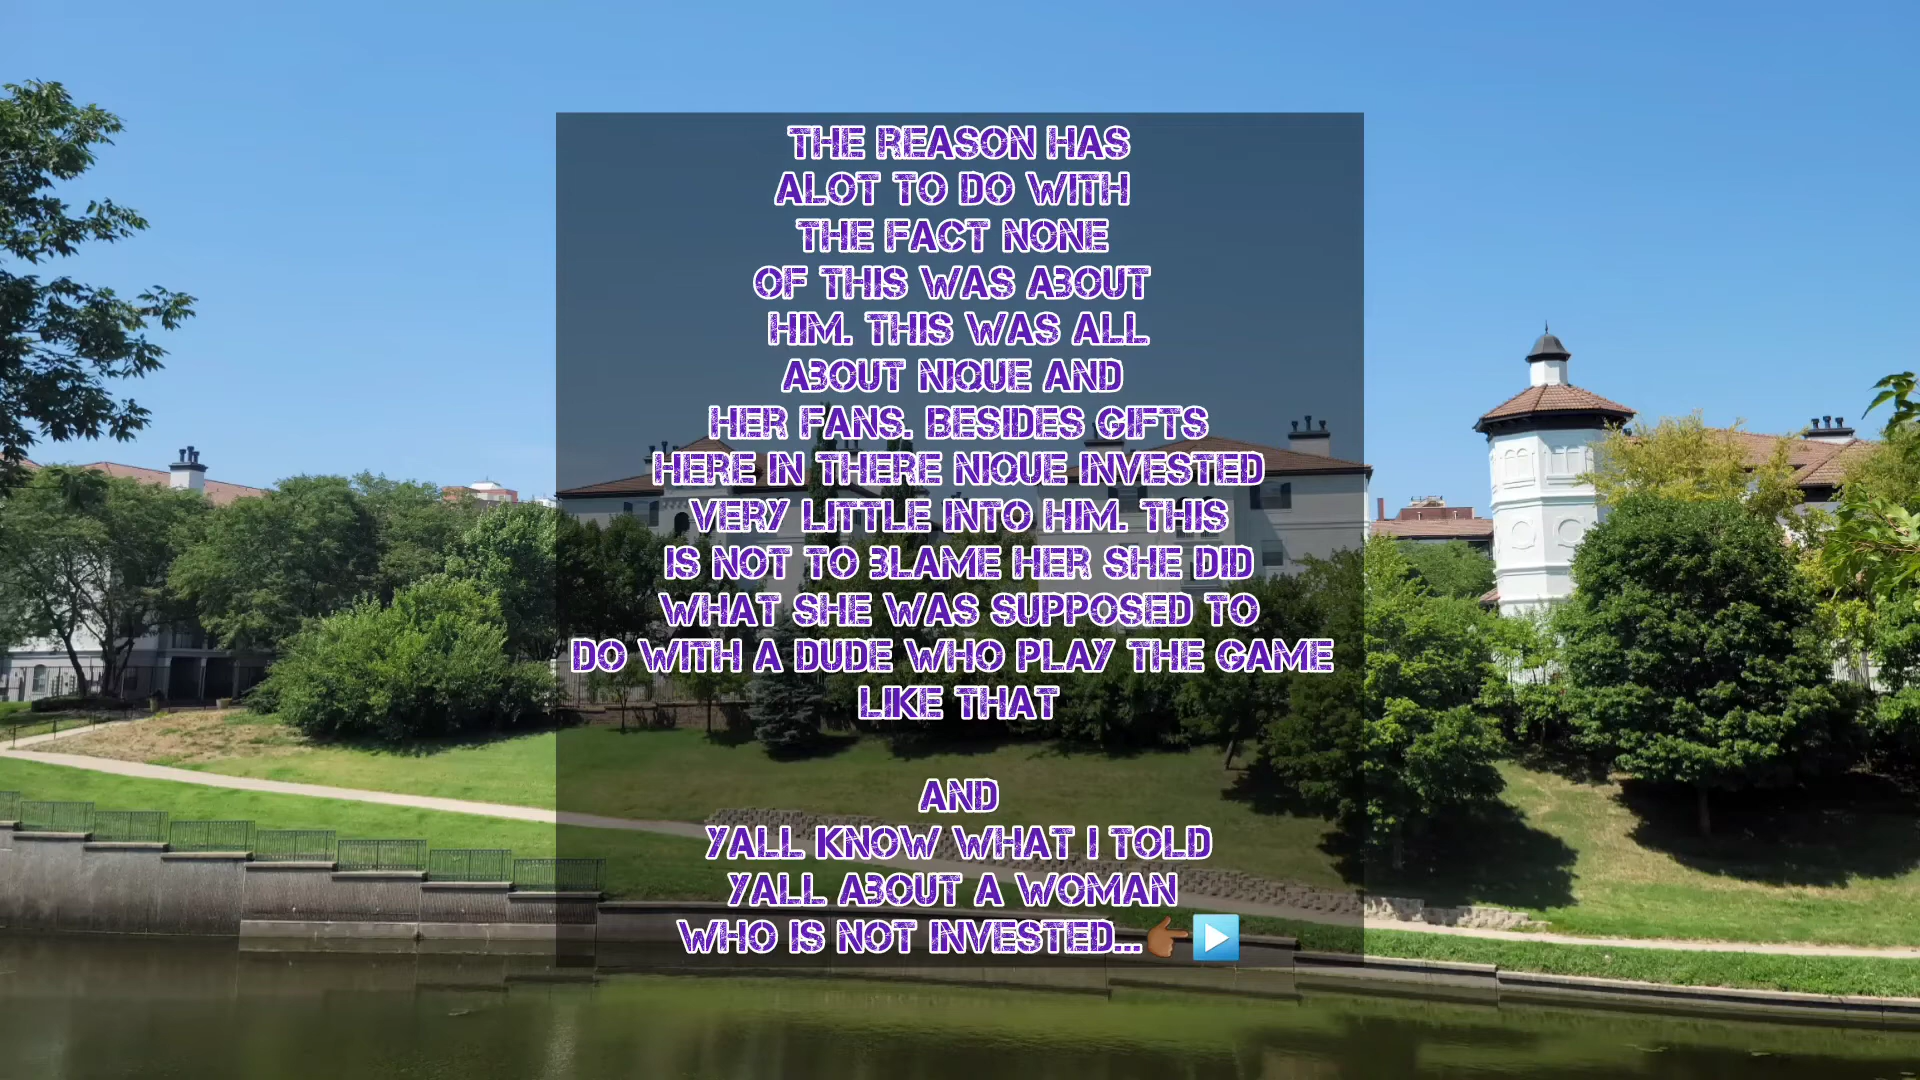 THE REASON HAS
ALOT TO DO WITH
THE FACT NONE
OF THIS WAS ABOUT
HIM. THIS WAS ALL
ABOUT NIQUE AND
HER FANS. BESIDES GIFTS
HERE IN THERE NIQUE INVESTED
VERY LITTLE INTO HIM. THIS
IS NOT TO BLAME HER SHE DID
WHAT SHE WAS SUPPOSED TO
DO WITH A DUDE WHO PLAY THE GAME
LIKE THAT
AND
YALL KNOW WHAT I TOLD
YALL ABOUT A WOMAN
WHO IS NOT INVESTED...👉🏾▶️